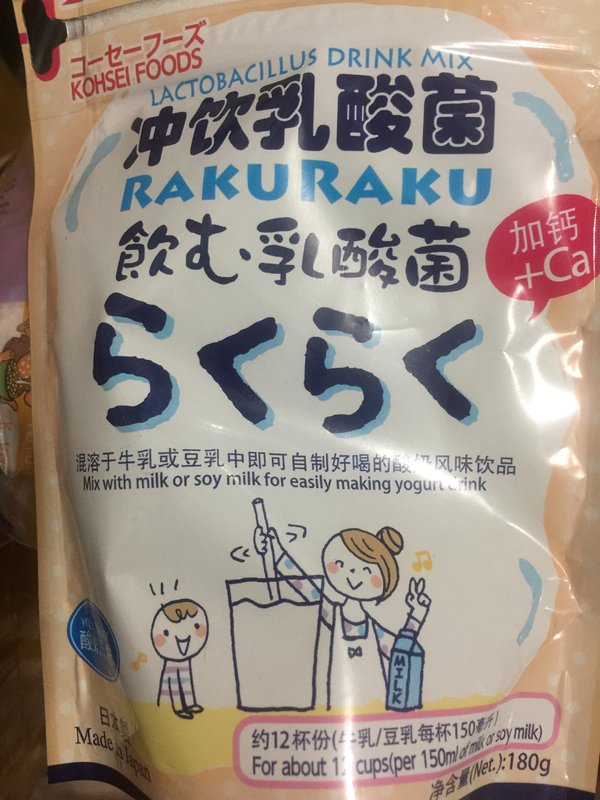 コーセーフーズ
KOHSEI FOODS
LACTOBACILLUS DRINK MIX
冲饮乳酸菌
RAKURAKU
飲む·乳酸菌
加钙
+Ca
らくらく
混溶于牛乳或豆乳中即可自制好喝的酸奶风味饮品
Mix with milk or soy milk for easily making yogurt drink
MILK
酸
日本
Made in Japan
约12杯份(牛乳/豆乳每杯150毫升)
For about 12 cups(per 150ml of milk or soy milk)
净含量(Net.):180g